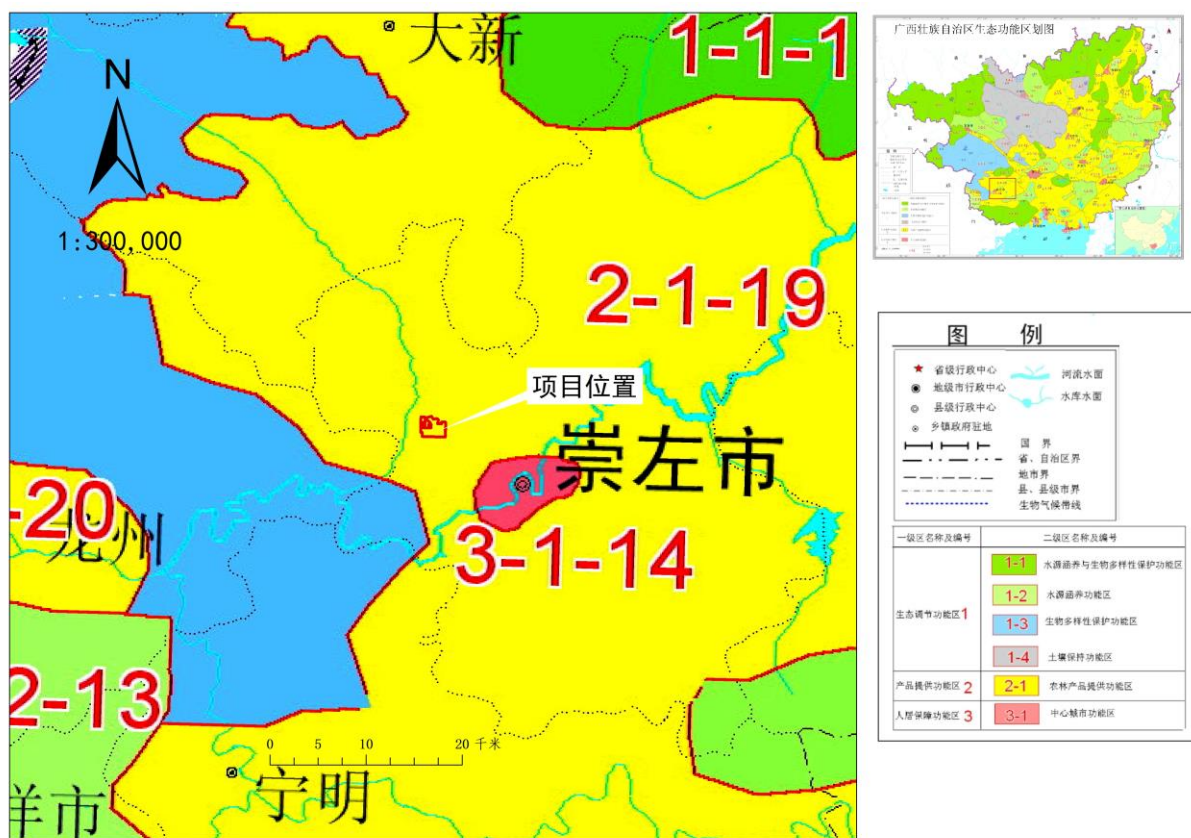 大新
1-1-1
N
1:300,000
2-1-19
项目位置
崇左市
-20
龙州
3-1-14
2-13
0 5 10 20 千米
宁明
祥市
广西壮族自治区生态功能区划图
图 例
省级行政中心
地级市行政中心
县级行政中心
乡镇政府驻地
河流水面
水库水面
国 界
省、自治区界
地市界
县、县级市界
生物气候带线
一级区名称及编号
二级区名称及编号
生态调节功能区 1
1-1 水源涵养与生物多样性保护功能区
1-2 水源涵养功能区
1-3 生物多样性保护功能区
1-4 土壤保持功能区
产品提供功能区 2
2-1 农林产品提供功能区
人居保障功能区 3
3-1 中心城市功能区